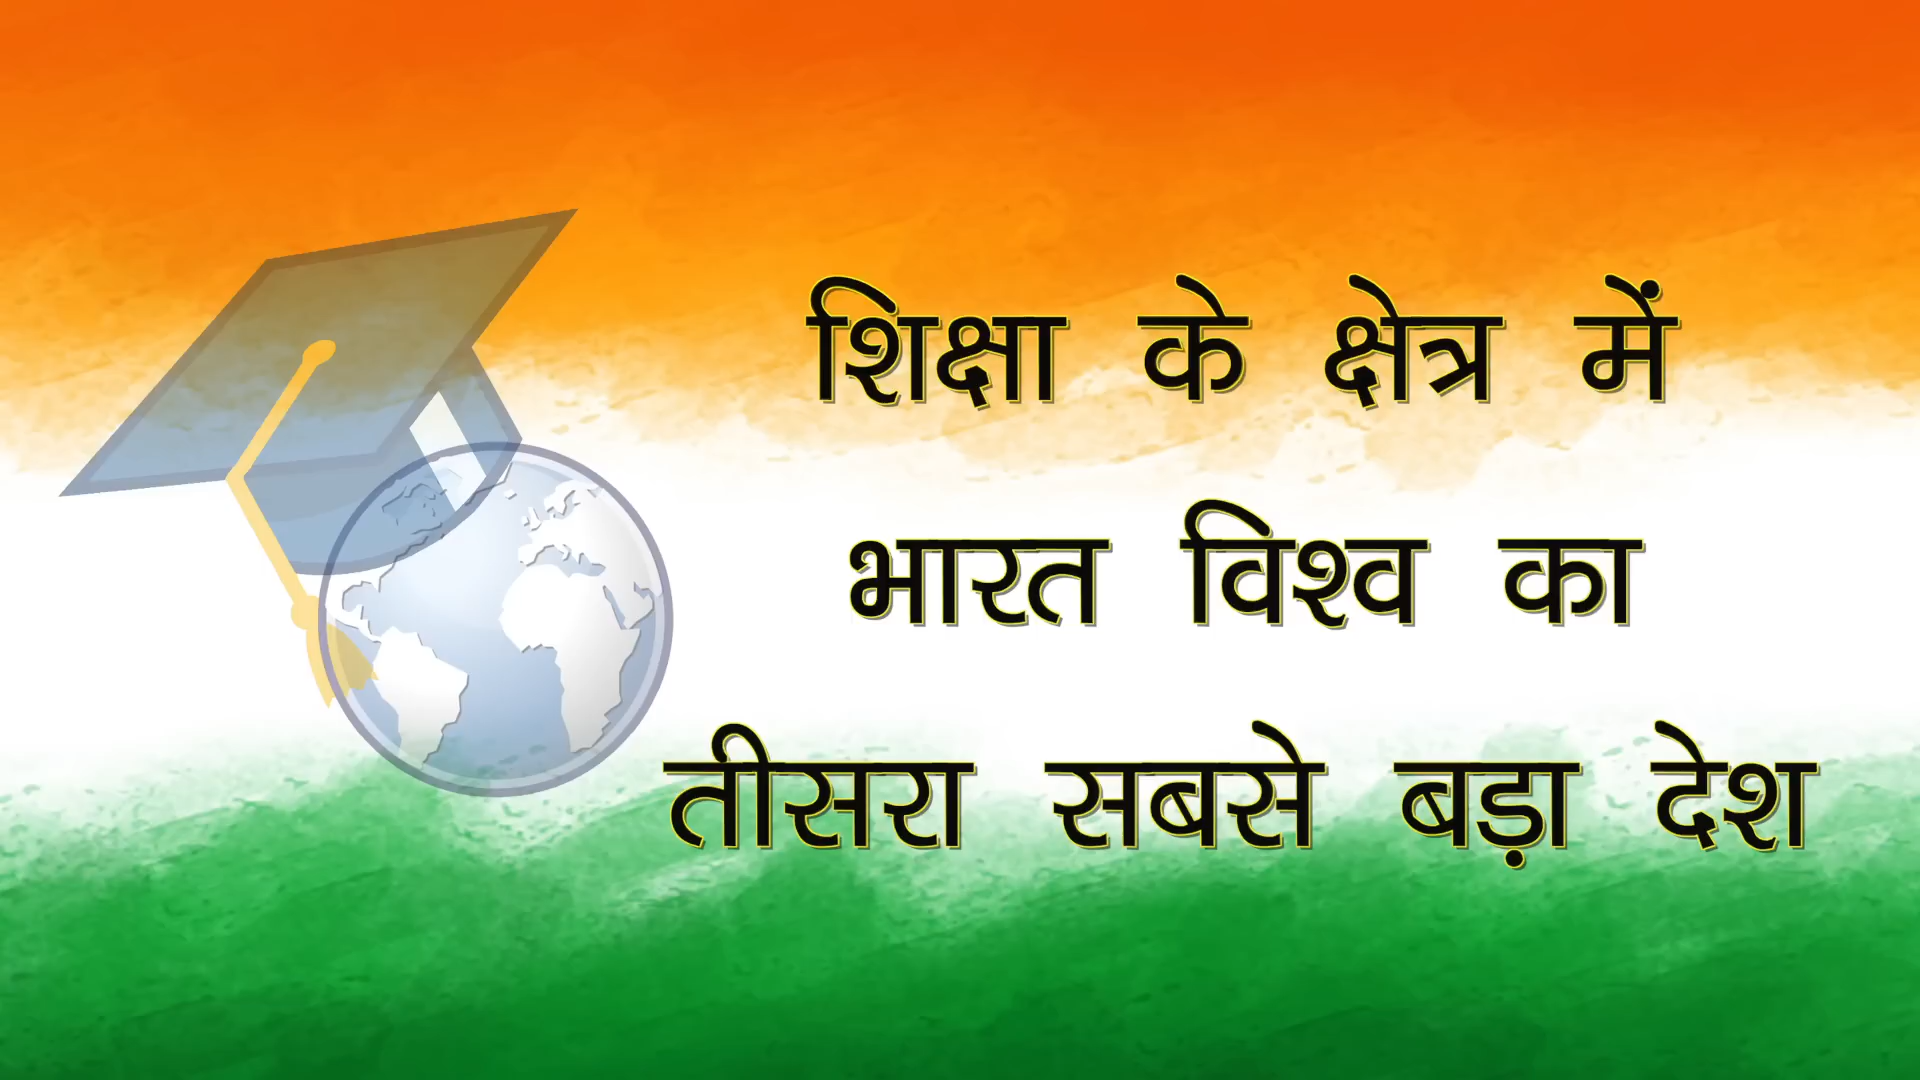 शिक्षा के क्षेत्र में
भारत विश्व का
तीसरा सबसे बड़ा देश